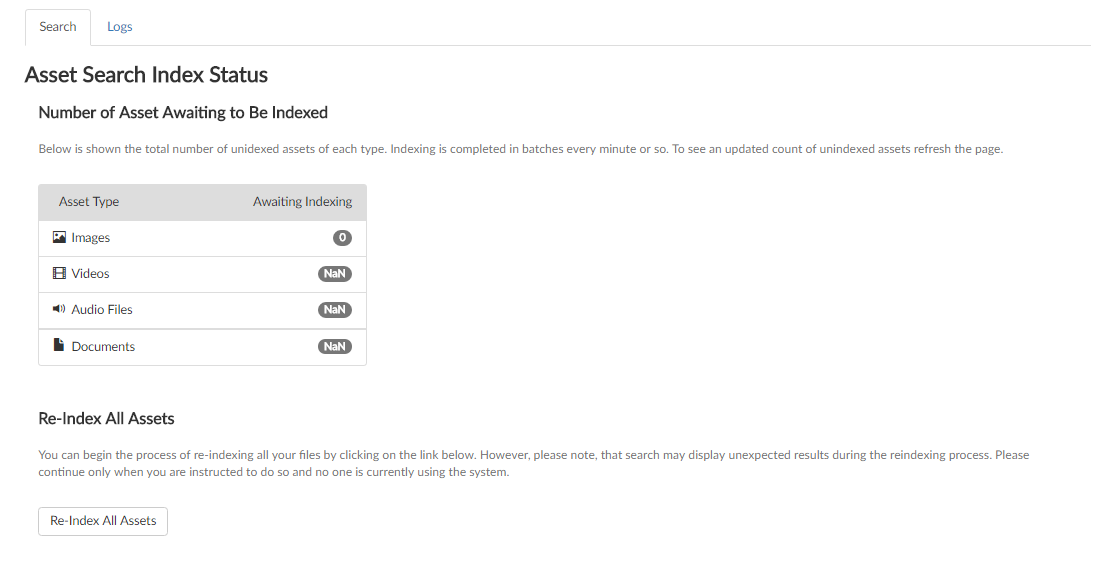 Search Logs
Asset Search Index Status
Number of Asset Awaiting to Be Indexed
Below is shown the total number of unidexed assets of each type. Indexing is completed in batches every minute or so. To see an updated count of unindexed assets refresh the page.
Asset Type Awaiting Indexing
Images 0
Videos NaN
Audio Files NaN
Documents NaN
Re-Index All Assets
You can begin the process of re-indexing all your files by clicking on the link below. However, please note, that search may display unexpected results during the reindexing process. Please
continue only when you are instructed to do so and no one is currently using the system.
Re-Index All Assets